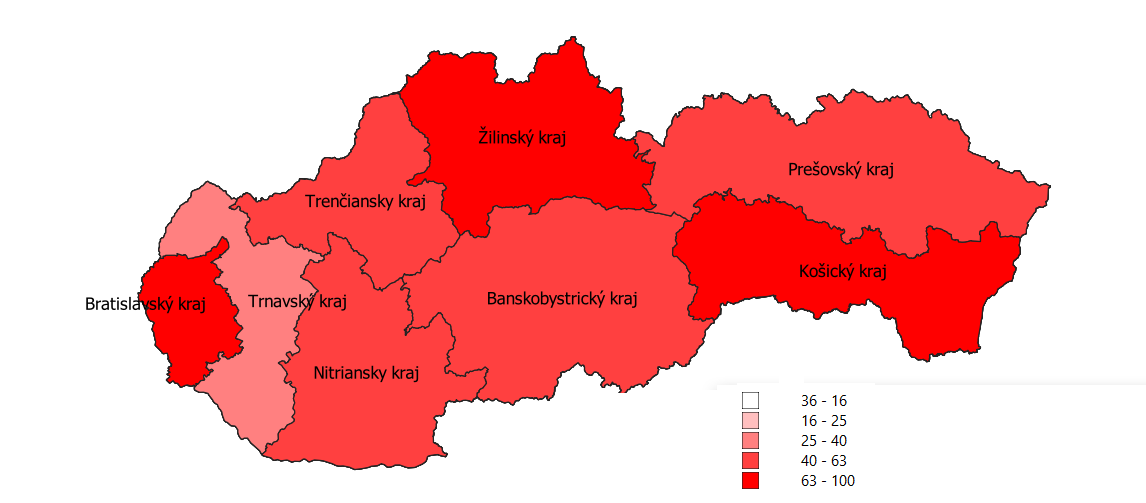 Žilinský kraj
Prešovský kraj
Trenčiansky kraj
Košický kraj
Bratislavský kraj
Trnavský kraj
Banskobystrický kraj
Nitriansky kraj
36 - 16
16 - 25
25 - 40
40 - 63
63 - 100